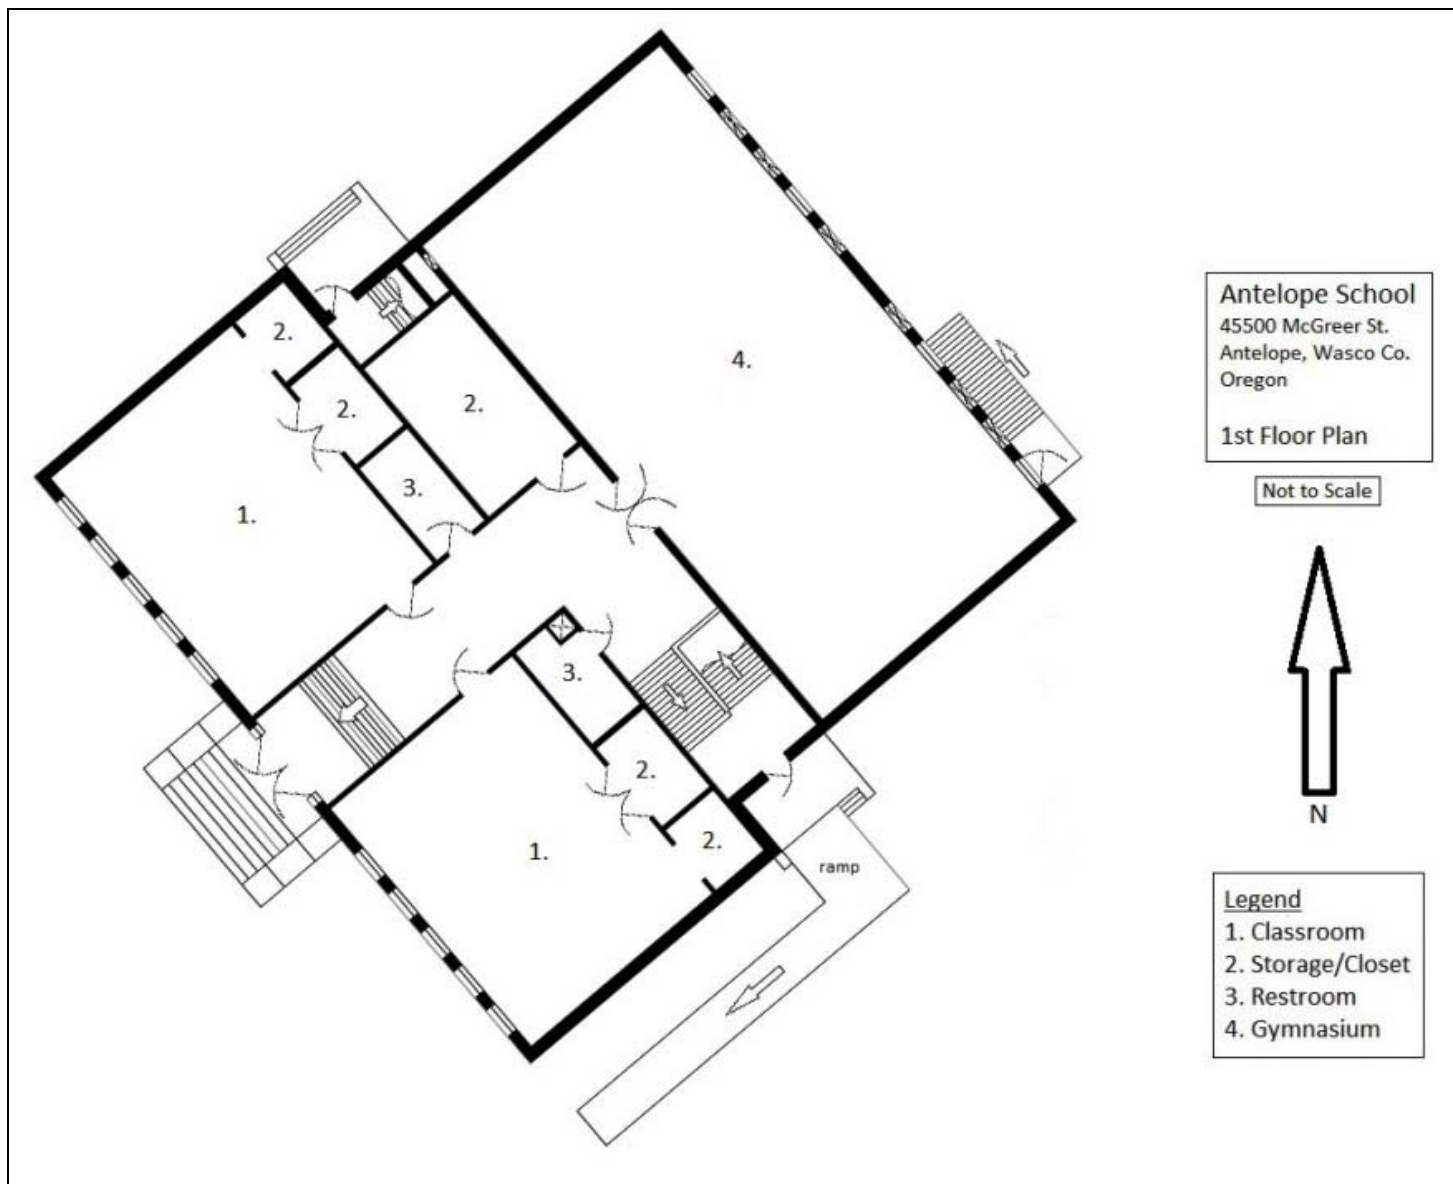 Antelope School
45500 McGreer St.
Antelope, Wasco Co.
Oregon
1st Floor Plan
Not to Scale
N
Legend
1. Classroom
2. Storage/Closet
3. Restroom
4. Gymnasium
2.
2.
2.
4.
3.
1.
3.
2.
1.
2.
ramp